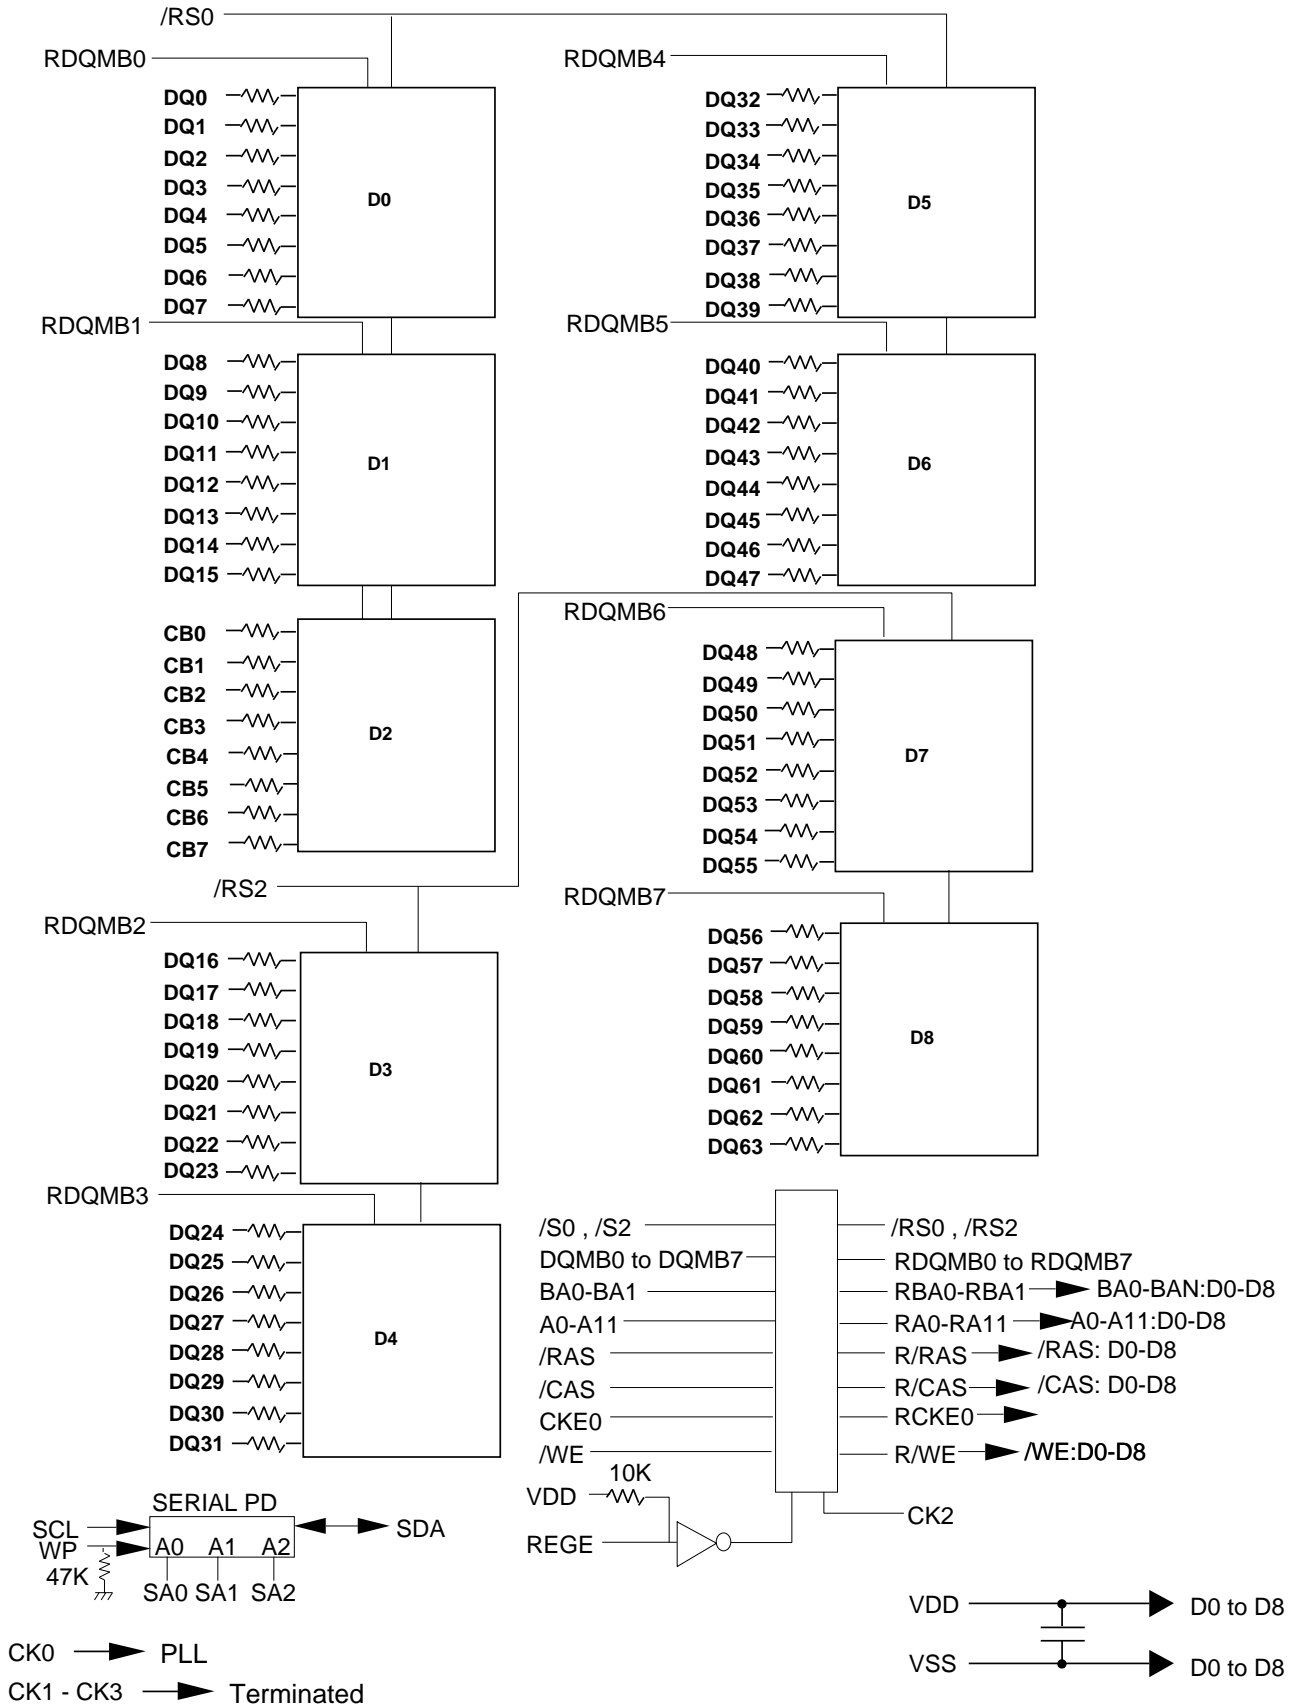 /RS0
RDQMB0
DQ0
DQ1
DQ2
DQ3
DQ4
DQ5
DQ6
DQ7
D0
RDQMB1
DQ8
DQ9
DQ10
DQ11
DQ12
DQ13
DQ14
DQ15
D1
CB0
CB1
CB2
CB3
CB4
CB5
CB6
CB7
D2
/RS2
RDQMB2
DQ16
DQ17
DQ18
DQ19
DQ20
DQ21
DQ22
DQ23
D3
RDQMB3
DQ24
DQ25
DQ26
DQ27
DQ28
DQ29
DQ30
DQ31
D4
RDQMB4
DQ32
DQ33
DQ34
DQ35
DQ36
DQ37
DQ38
DQ39
D5
RDQMB5
DQ40
DQ41
DQ42
DQ43
DQ44
DQ45
DQ46
DQ47
D6
RDQMB6
DQ48
DQ49
DQ50
DQ51
DQ52
DQ53
DQ54
DQ55
D7
RDQMB7
DQ56
DQ57
DQ58
DQ59
DQ60
DQ61
DQ62
DQ63
D8
/S0 , /S2
DQMB0 to DQMB7
BA0-BA1
A0-A11
/RAS
/CAS
CKE0
/WE
/RS0 , /RS2
RDQMB0 to RDQMB7
RBA0-RBA1 BA0-BAN:D0-D8
RA0-RA11 A0-A11:D0-D8
R/RAS /RAS: D0-D8
R/CAS /CAS: D0-D8
RCKE0
R/WE /WE:D0-D8
10K
VDD
REGE
CK2
SERIAL PD
SCL
WP
A0 A1 A2
SDA
47K
SA0 SA1 SA2
VDD D0 to D8
VSS D0 to D8
CK0 PLL
CK1 - CK3 Terminated